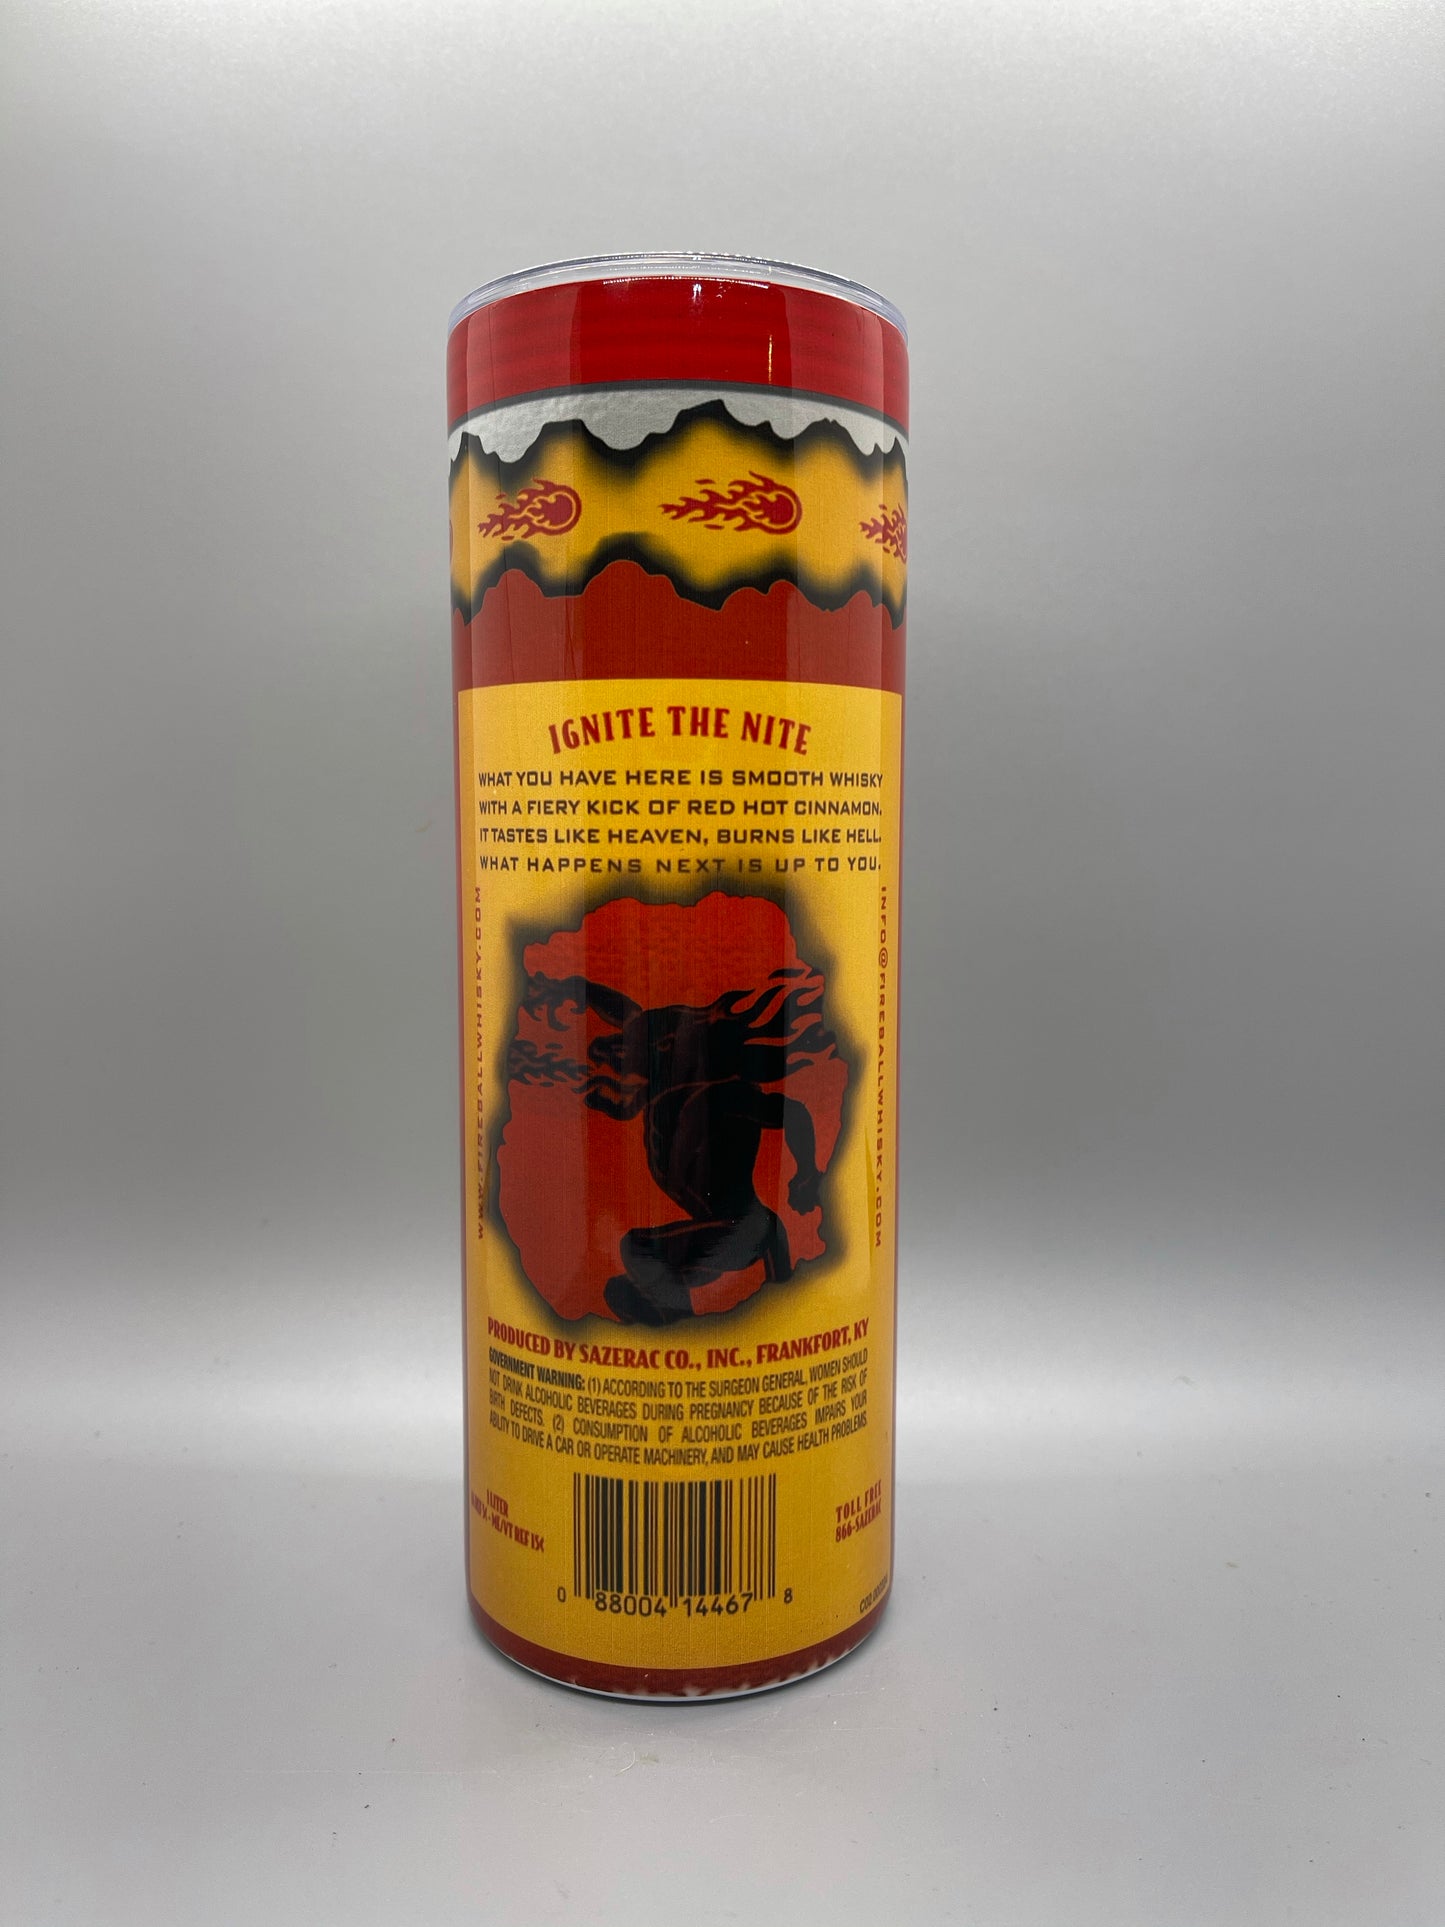 IGNITE THE NITE
WHAT YOU HAVE HERE IS SMOOTH WHISKY
WITH A FIERY KICK OF RED HOT CINNAMON.
IT TASTES LIKE HEAVEN, BURNS LIKE HELL.
WHAT HAPPENS NEXT IS UP TO YOU.
WWW.FIREBALLWHISKY.COM
INFO@FIREBALLWHISKY.COM
PRODUCED BY SAZERAC CO., INC., FRANKFORT, KY
GOVERNMENT WARNING: (1) ACCORDING TO THE SURGEON GENERAL, WOMEN SHOULD
NOT DRINK ALCOHOLIC BEVERAGES DURING PREGNANCY BECAUSE OF THE RISK OF
BIRTH DEFECTS. (2) CONSUMPTION OF ALCOHOLIC BEVERAGES IMPAIRS YOUR
ABILITY TO DRIVE A CAR OR OPERATE MACHINERY, AND MAY CAUSE HEALTH PROBLEMS.
1 LITER
ME/VT REF 15¢
TOLL FREE
866-SAZERAC
0 88004 14467 8